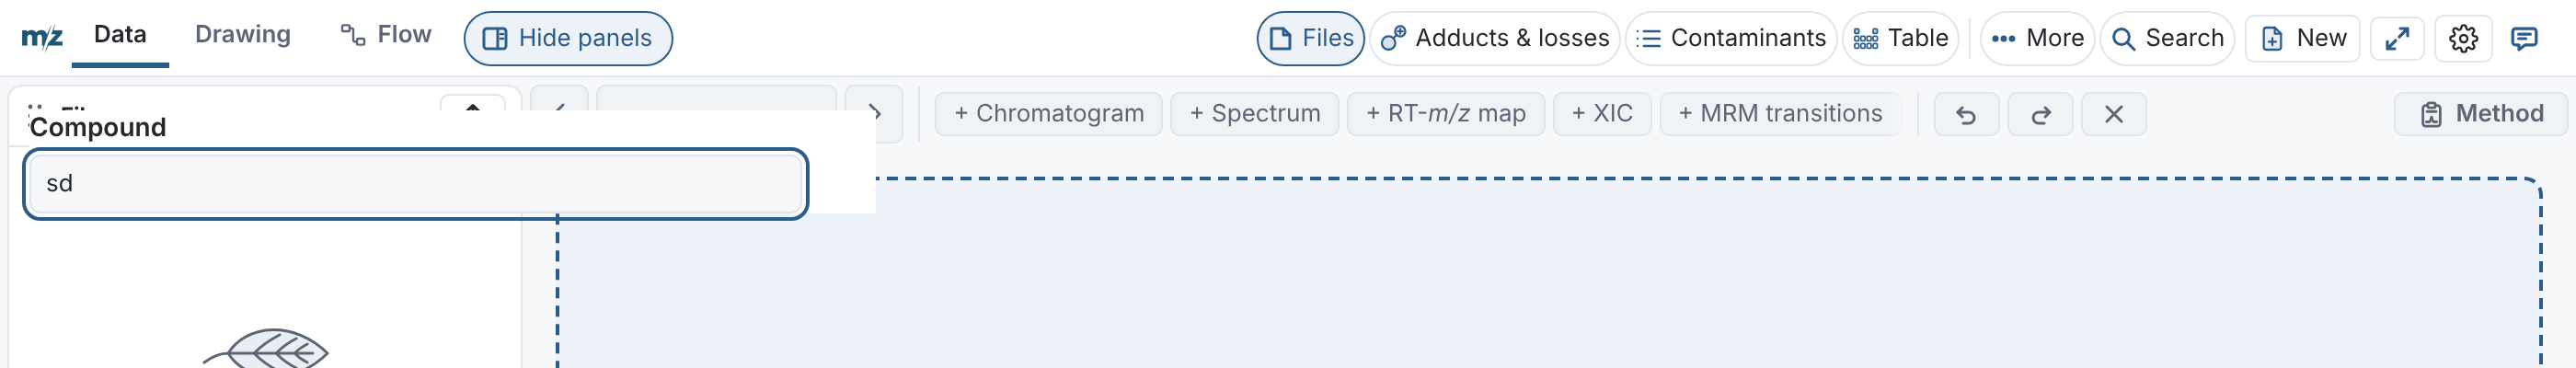 m/z Data Drawing Flow Hide panels Files Adducts & losses Contaminants Table More Search New
+ Chromatogram + Spectrum + RT-m/z map + XIC + MRM transitions Method
Compound
sd